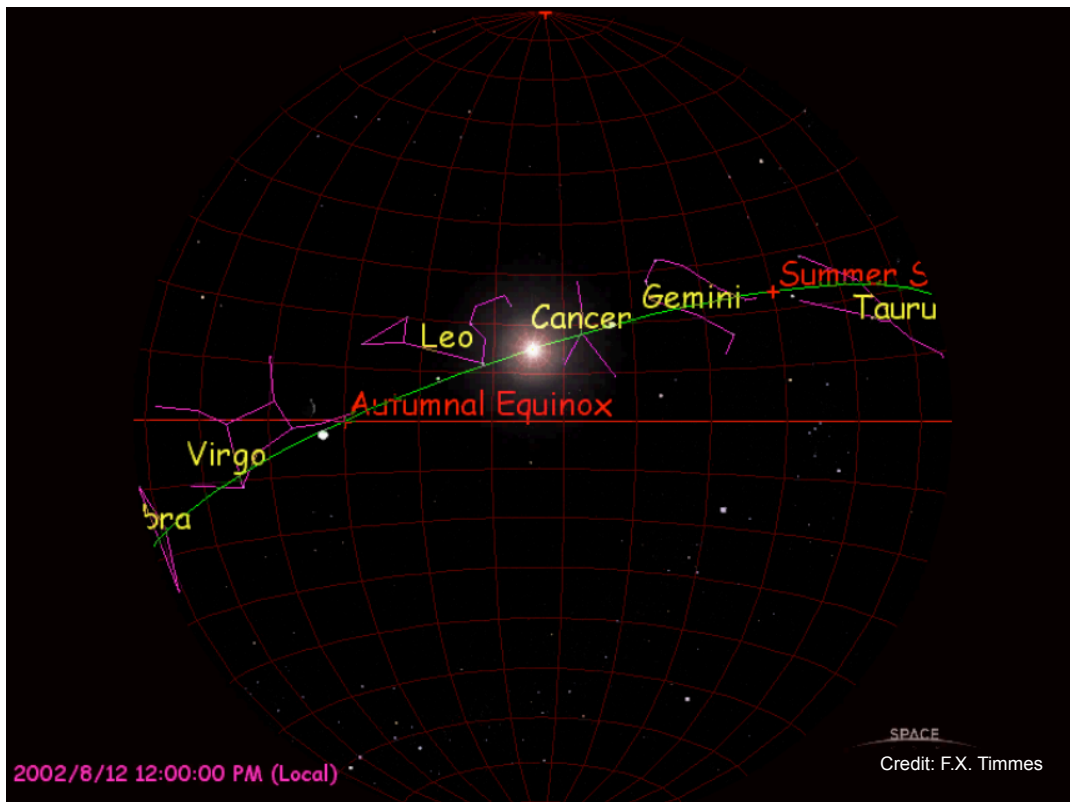 Summer S
Gemini
Tauru
Cancer
Leo
Autumnal Equinox
Virgo
bra
SPACE
Credit: F.X. Timmes
2002/8/12 12:00:00 PM (Local)